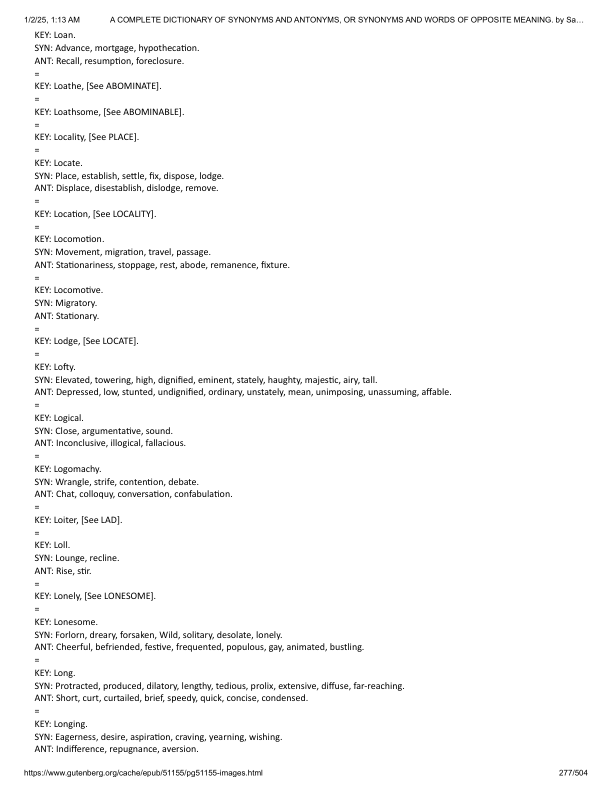 1/2/25, 1:13 AM A COMPLETE DICTIONARY OF SYNONYMS AND ANTONYMS, OR SYNONYMS AND WORDS OF OPPOSITE MEANING. by Sa…
KEY: Loan.
SYN: Advance, mortgage, hypothecation.
ANT: Recall, resumption, foreclosure.
=
KEY: Loathe, [See ABOMINATE].
=
KEY: Loathsome, [See ABOMINABLE].
=
KEY: Locality, [See PLACE].
=
KEY: Locate.
SYN: Place, establish, settle, fix, dispose, lodge.
ANT: Displace, disestablish, dislodge, remove.
=
KEY: Location, [See LOCALITY].
=
KEY: Locomotion.
SYN: Movement, migration, travel, passage.
ANT: Stationariness, stoppage, rest, abode, remanence, fixture.
=
KEY: Locomotive.
SYN: Migratory.
ANT: Stationary.
=
KEY: Lodge, [See LOCATE].
=
KEY: Lofty.
SYN: Elevated, towering, high, dignified, eminent, stately, haughty, majestic, airy, tall.
ANT: Depressed, low, stunted, undignified, ordinary, unstately, mean, unimposing, unassuming, affable.
=
KEY: Logical.
SYN: Close, argumentative, sound.
ANT: Inconclusive, illogical, fallacious.
=
KEY: Logomachy.
SYN: Wrangle, strife, contention, debate.
ANT: Chat, colloquy, conversation, confabulation.
=
KEY: Loiter, [See LAD].
=
KEY: Loll.
SYN: Lounge, recline.
ANT: Rise, stir.
=
KEY: Lonely, [See LONESOME].
=
KEY: Lonesome.
SYN: Forlorn, dreary, forsaken, Wild, solitary, desolate, lonely.
ANT: Cheerful, befriended, festive, frequented, populous, gay, animated, bustling.
=
KEY: Long.
SYN: Protracted, produced, dilatory, lengthy, tedious, prolix, extensive, diffuse, far-reaching.
ANT: Short, curt, curtailed, brief, speedy, quick, concise, condensed.
=
KEY: Longing.
SYN: Eagerness, desire, aspiration, craving, yearning, wishing.
ANT: Indifference, repugnance, aversion.
https://www.gutenberg.org/cache/epub/51155/pg51155-images.html 277/504